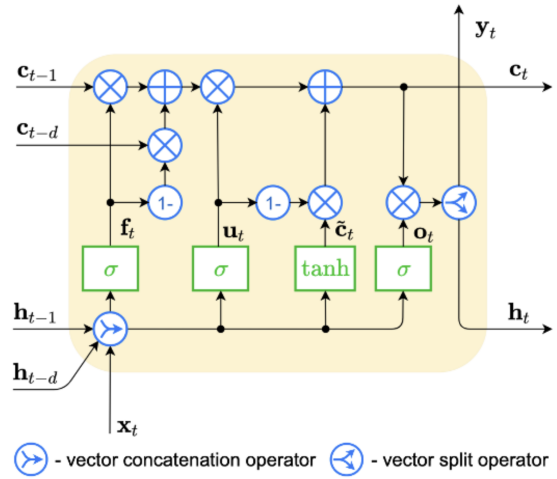 y_t
c_{t−1}
c_t
c_{t−d}
1-
1-
f_t
u_t
c̃_t
o_t
σ
σ
tanh
σ
h_{t−1}
h_t
h_{t−d}
x_t
- vector concatenation operator
- vector split operator